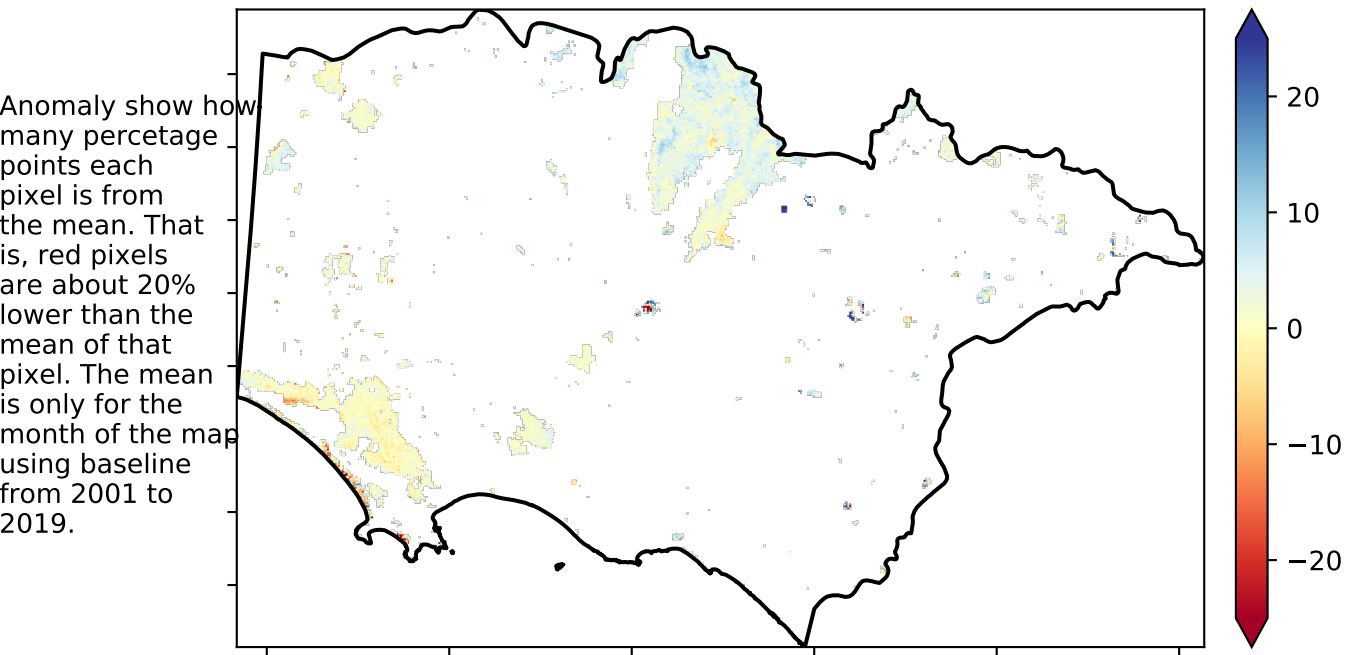 Anomaly show how
many percetage
points each
pixel is from
the mean. That
is, red pixels
are about 20%
lower than the
mean of that
pixel. The mean
is only for the
month of the map
using baseline
from 2001 to
2019.
20
10
0
−10
−20